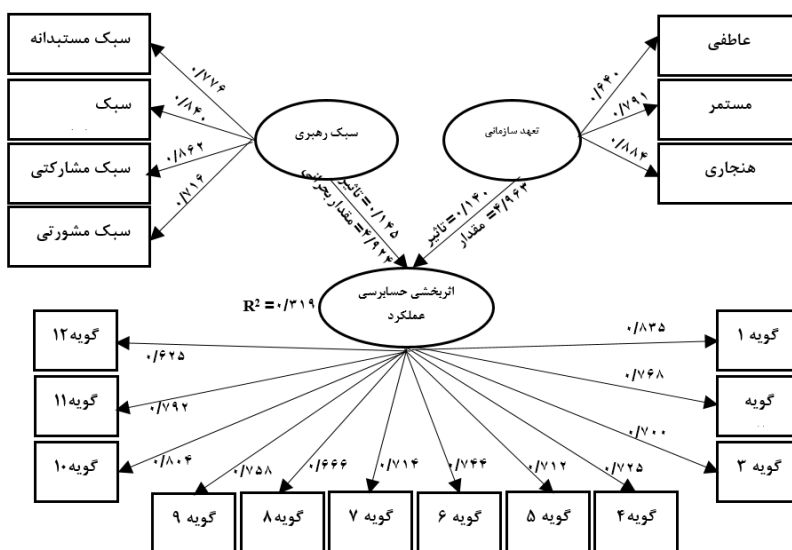 سبک مستبدانه
سبک
سبک مشارکتی
سبک مشورتی
عاطفی
مستمر
هنجاری
۰/۷۷۶
۰/۸۴۰
۰/۸۶۲
۰/۷۱۶
۰/۶۴۰
۰/۷۹۱
۰/۸۸۴
سبک رهبری
تعهد سازمانی
تاثیر =۰/۱۴۵
مقدار بحرانی =۴/۹۲۴
تاثیر =۰/۱۴۰
مقدار =۴/۹۶۳
اثربخشی حسابرسی
عملکرد
R² =۰/۳۱۹
گویه ۱
گویه
گویه ۳
گویه۴
گویه ۵
گویه ۶
گویه ۷
گویه۸
گویه ۹
گویه۱۰
گویه۱۱
گویه۱۲
۰/۸۳۵
۰/۷۶۸
۰/۷۰۰
۰/۷۲۵
۰/۷۱۲
۰/۷۴۴
۰/۷۱۴
۰/۶۶۶
۰/۷۵۸
۰/۸۰۴
۰/۷۹۲
۰/۶۲۵